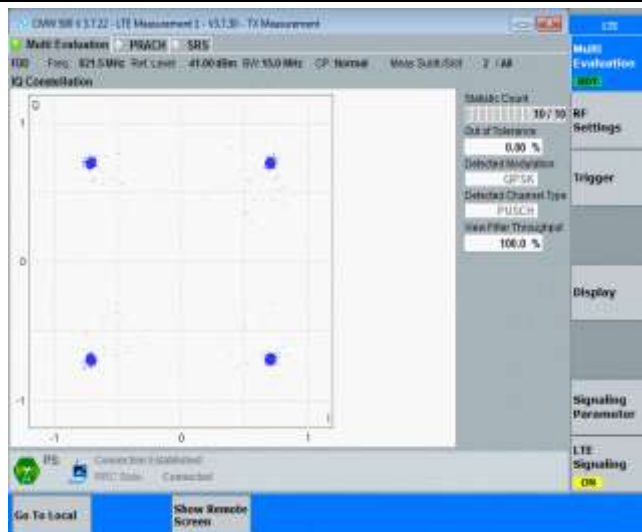 CMW 500 V 3.7.22 - LTE Measurement 1 - V3.7.30 - TX Measurement
LTE
Multi Evaluation PRACH SRS
Multi Evaluation
RDY
FDD Freq.: 821.5 MHz Ref. Level: 41.00 dBm BW: 15.0 MHz CP: Normal Meas Subfr./Slot 2 / All
IQ Constellation
Q
1
0
-1
-1 0 1
I
Statistic Count
10 / 10
Out of Tolerance
0.00 %
Detected Modulation
QPSK
Detected Channel Type
PUSCH
View Filter Throughput
100.0 %
RF Settings
Trigger
Display
Signaling Parameter
LTE Signaling
ON
PS: Connection Established
RRC State: Connected
Go To Local
Show Remote Screen